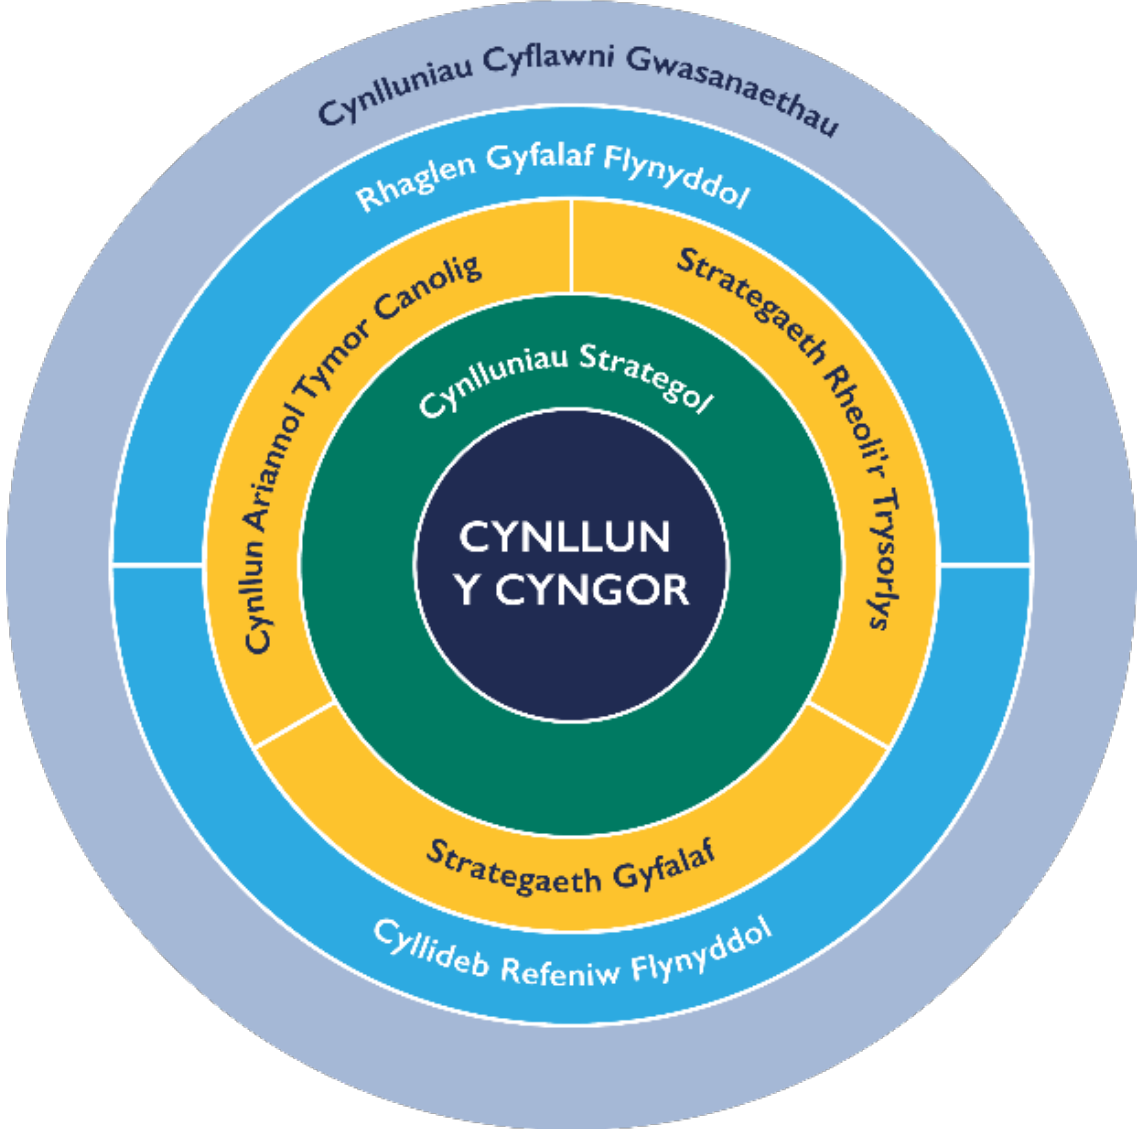 Cynlluniau Cyflawni Gwasanaethau
Rhaglen Gyfalaf Flynyddol
Cynllun Ariannol Tymor Canolig
Strategaeth Rheoli'r Trysorlys
Cynlluniau Strategol
CYNLLUN
Y CYNGOR
Strategaeth Gyfalaf
Cyllideb Refeniw Flynyddol